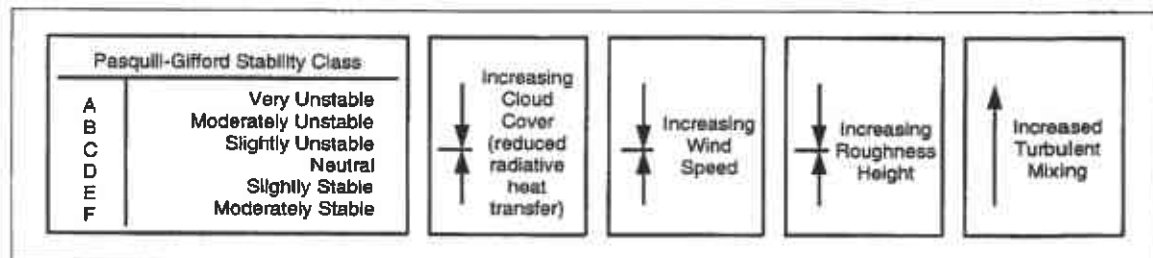 Pasquill-Gifford Stability Class
A Very Unstable
B Moderately Unstable
C Slightly Unstable
D Neutral
E Slightly Stable
F Moderately Stable
Increasing
Cloud
Cover
(reduced
radiative
heat
transfer)
Increasing
Wind
Speed
Increasing
Roughness
Height
Increased
Turbulent
Mixing